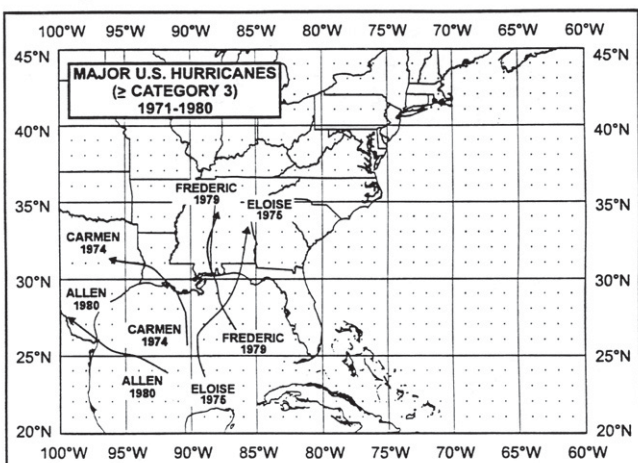 100°W 95°W 90°W 85°W 80°W 75°W 70°W 65°W 60°W
45°N 45°N
MAJOR U.S. HURRICANES
(≥ CATEGORY 3)
1971-1980
40°N 40°N
FREDERIC
1979
ELOISE
1975
35°N 35°N
CARMEN
1974
30°N 30°N
ALLEN
1980
CARMEN
1974
FREDERIC
1979
25°N 25°N
ALLEN
1980
ELOISE
1975
20°N 20°N
100°W 95°W 90°W 85°W 80°W 75°W 70°W 65°W 60°W